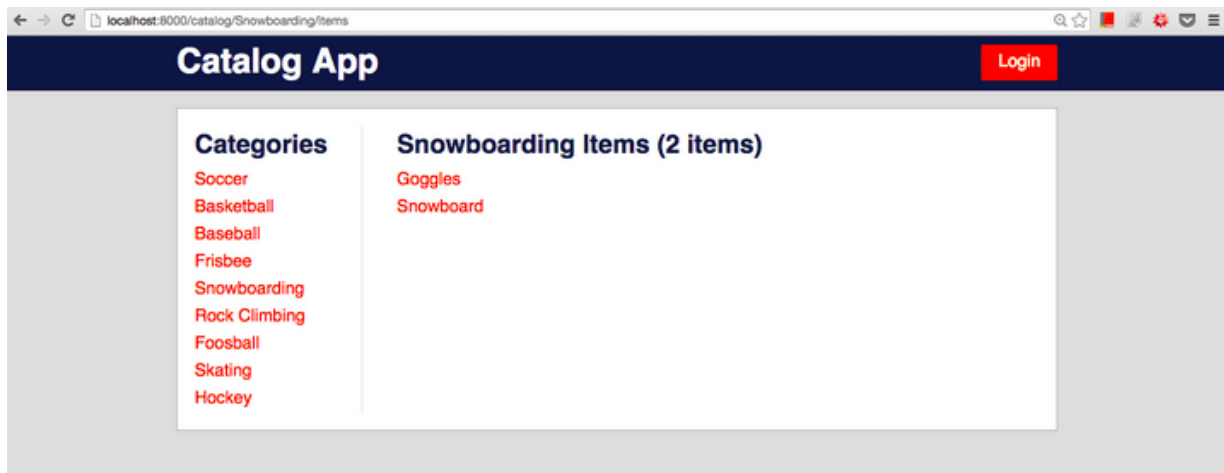 localhost:8000/catalog/Snowboarding/items
Catalog App
Login
Categories
Soccer
Basketball
Baseball
Frisbee
Snowboarding
Rock Climbing
Foosball
Skating
Hockey
Snowboarding Items (2 items)
Goggles
Snowboard